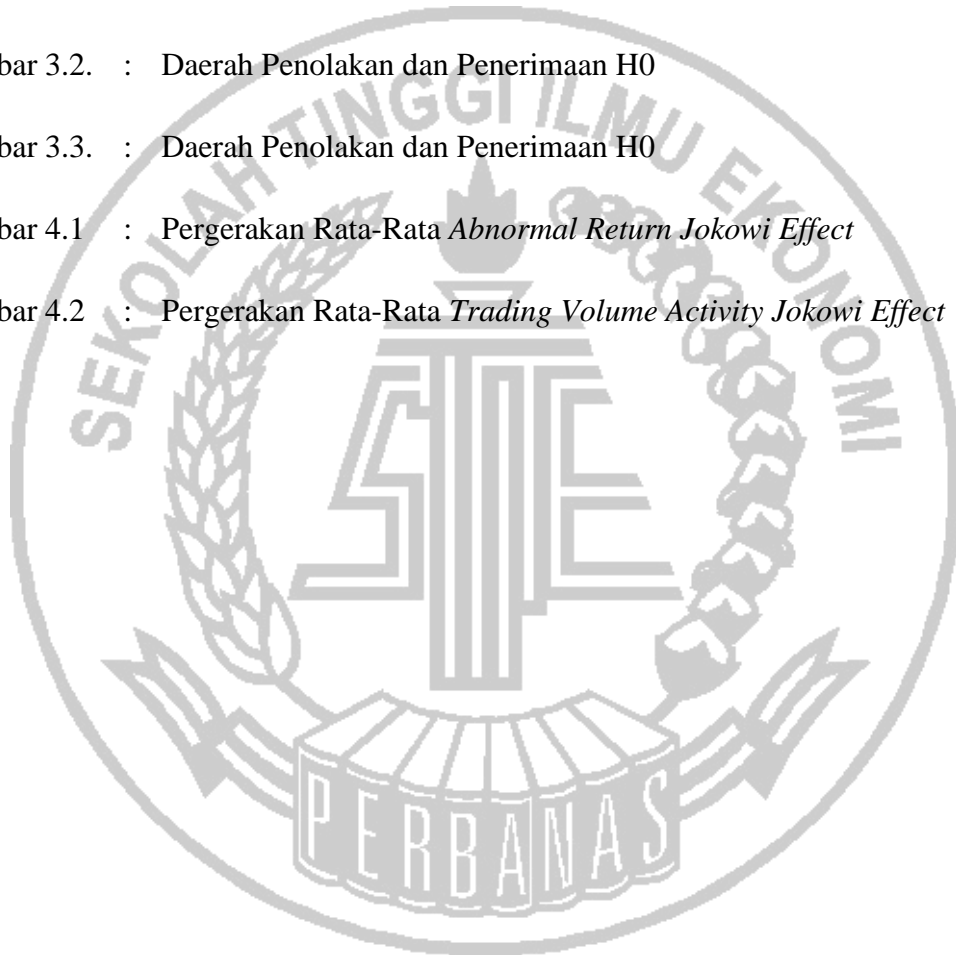 bar 3.2. : Daerah Penolakan dan Penerimaan H0
bar 3.3. : Daerah Penolakan dan Penerimaan H0
bar 4.1 : Pergerakan Rata-Rata Abnormal Return Jokowi Effect
bar 4.2 : Pergerakan Rata-Rata Trading Volume Activity Jokowi Effect
SEKOLAH TINGGI ILMU EKONOMI
STIE
PERBANAS